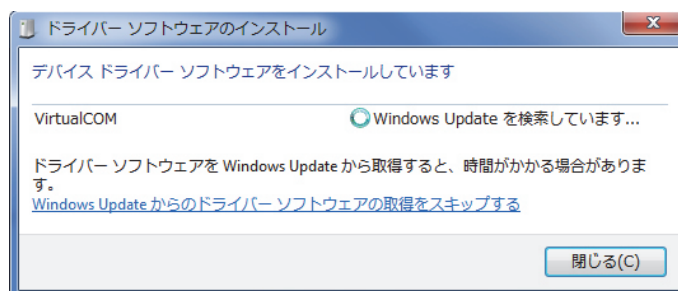 ドライバー ソフトウェアのインストール
デバイス ドライバー ソフトウェアをインストールしています
VirtualCOM Windows Update を検索しています...
ドライバー ソフトウェアを Windows Update から取得すると、時間がかかる場合がありま
す。
Windows Update からのドライバー ソフトウェアの取得をスキップする
閉じる(C)